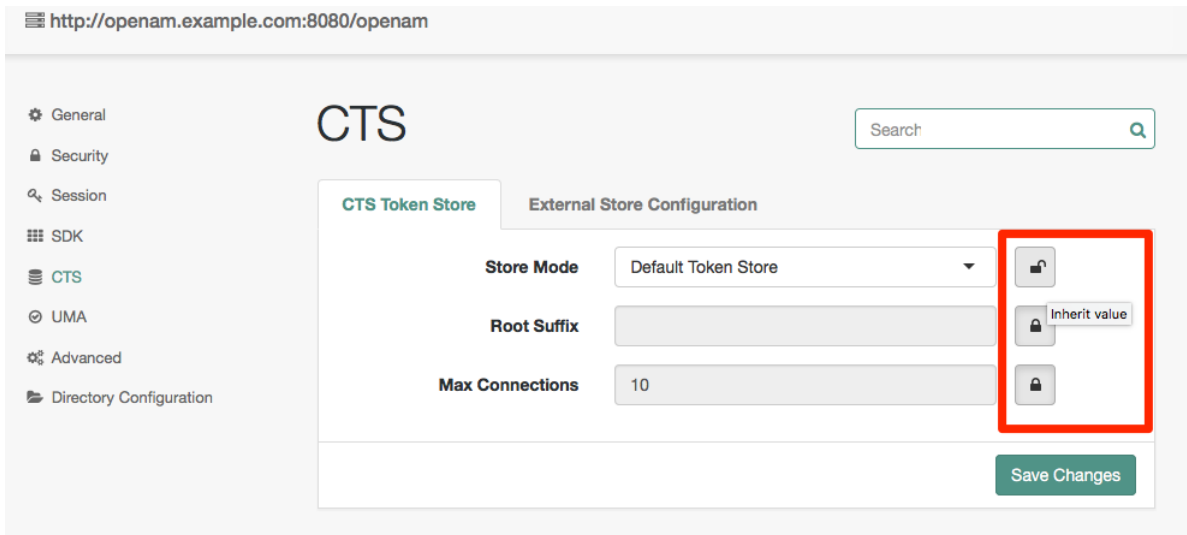 http://openam.example.com:8080/openam
General
Security
Session
SDK
CTS
UMA
Advanced
Directory Configuration
CTS
Search
CTS Token Store External Store Configuration
Store Mode Default Token Store
Inherit value
Root Suffix
Max Connections 10
Save Changes